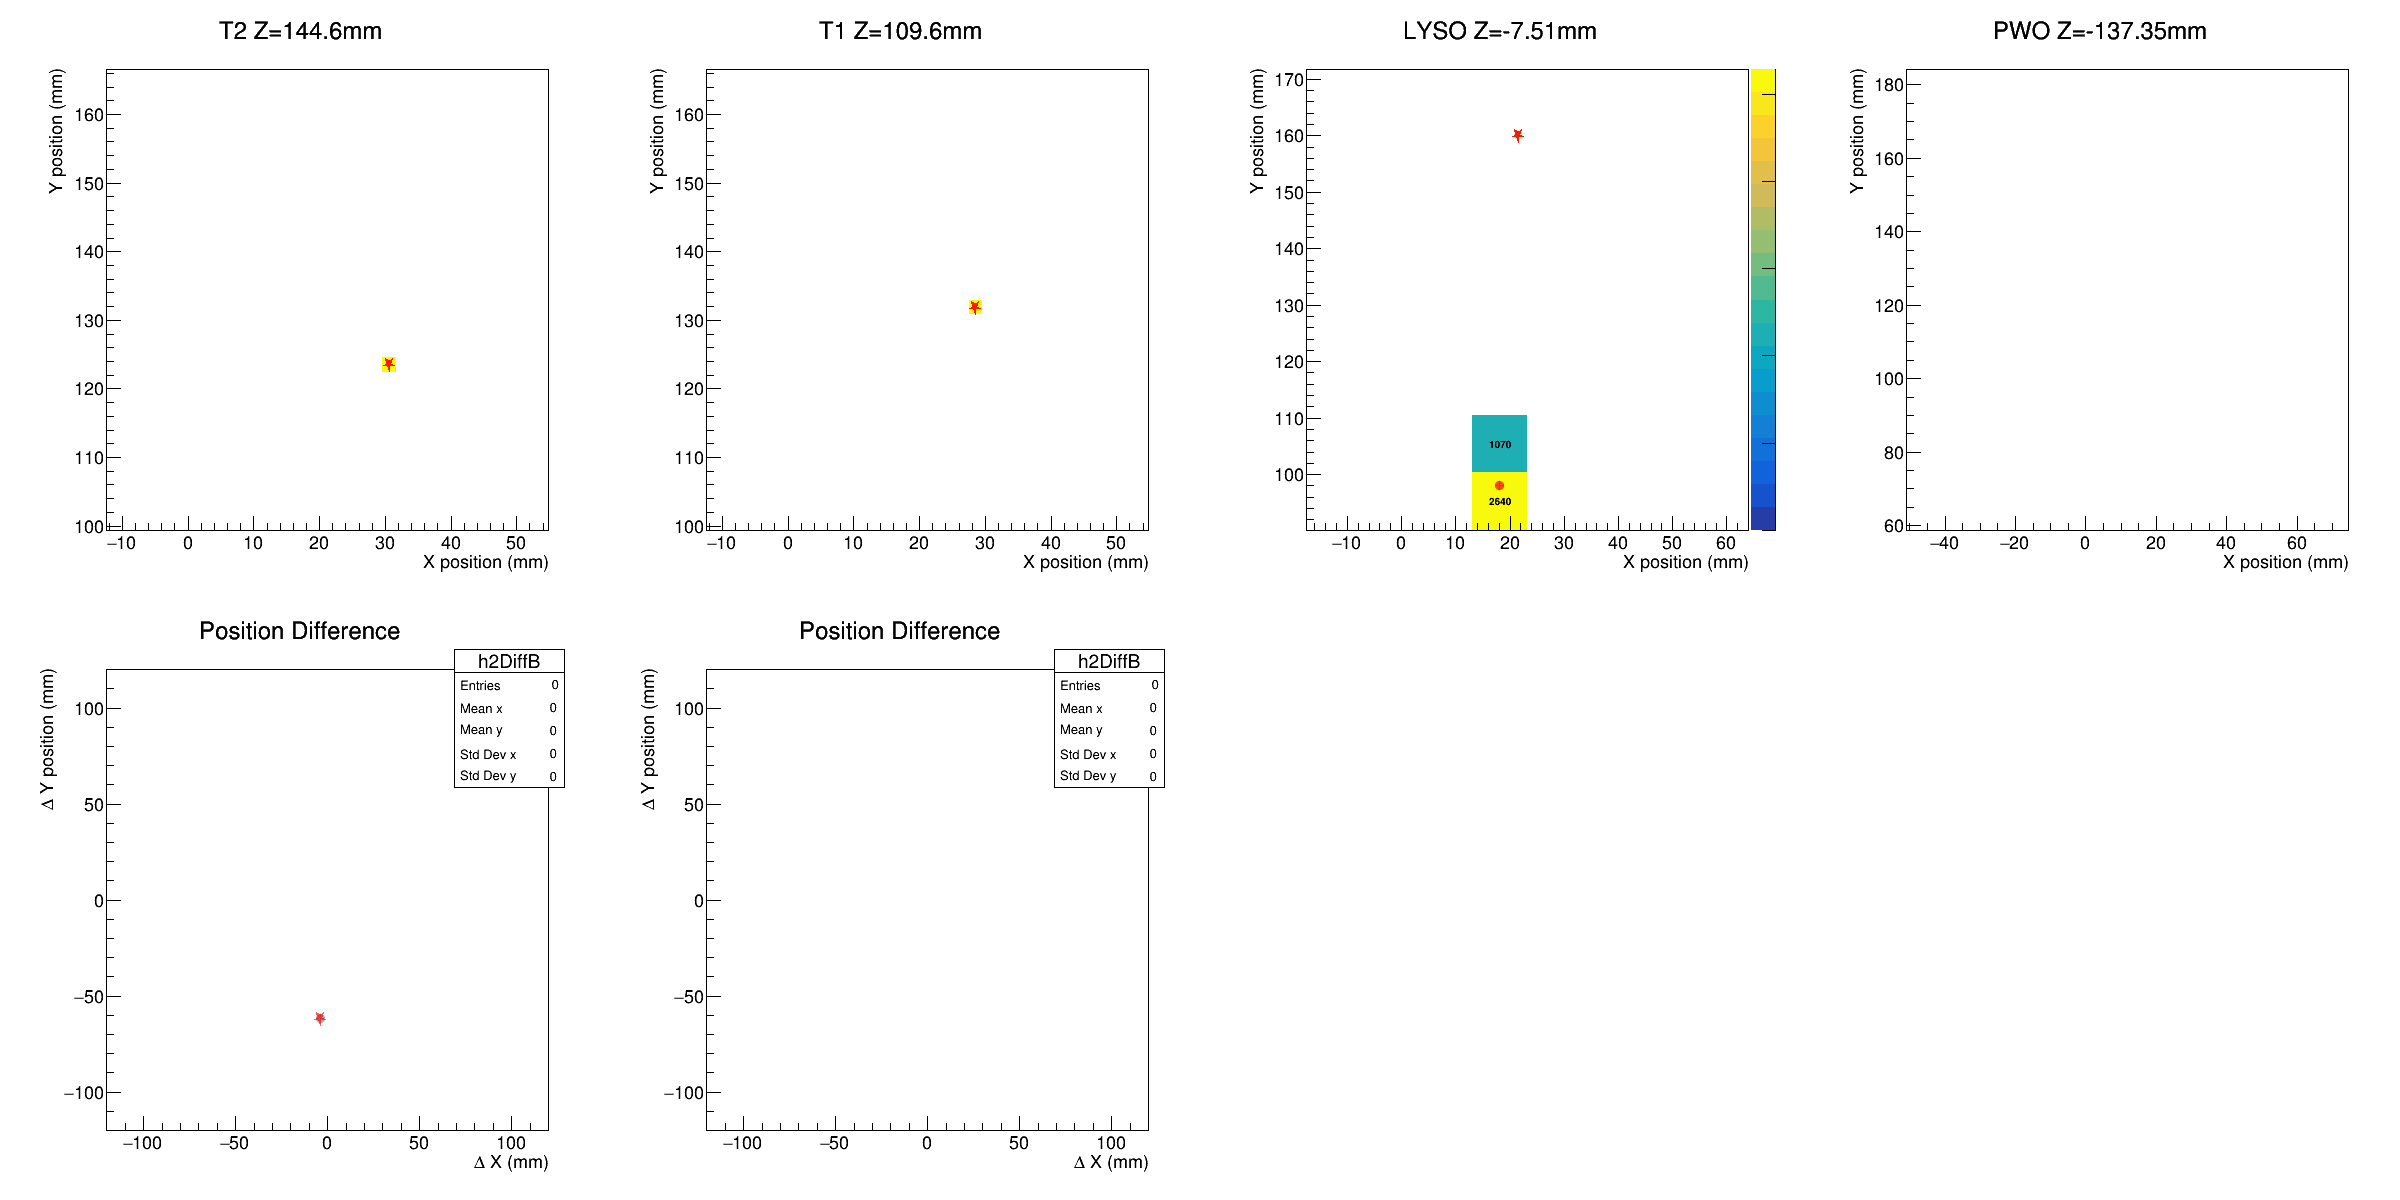 T2 Z=144.6mm
Y position (mm)
160
150
140
130
120
110
100
−10 0 10 20 30 40 50
X position (mm)
T1 Z=109.6mm
Y position (mm)
160
150
140
130
120
110
100
−10 0 10 20 30 40 50
X position (mm)
LYSO Z=-7.51mm
Y position (mm)
170
160
150
140
130
120
110
100
1070
2640
−10 0 10 20 30 40 50 60
X position (mm)
PWO Z=-137.35mm
Y position (mm)
180
160
140
120
100
80
60
−40 −20 0 20 40 60
X position (mm)
Position Difference
h2DiffB
Entries 0
Mean x 0
Mean y 0
Std Dev x 0
Std Dev y 0
Δ Y position (mm)
100
50
0
−50
−100
−100 −50 0 50 100
Δ X (mm)
Position Difference
h2DiffB
Entries 0
Mean x 0
Mean y 0
Std Dev x 0
Std Dev y 0
Δ Y position (mm)
100
50
0
−50
−100
−100 −50 0 50 100
Δ X (mm)